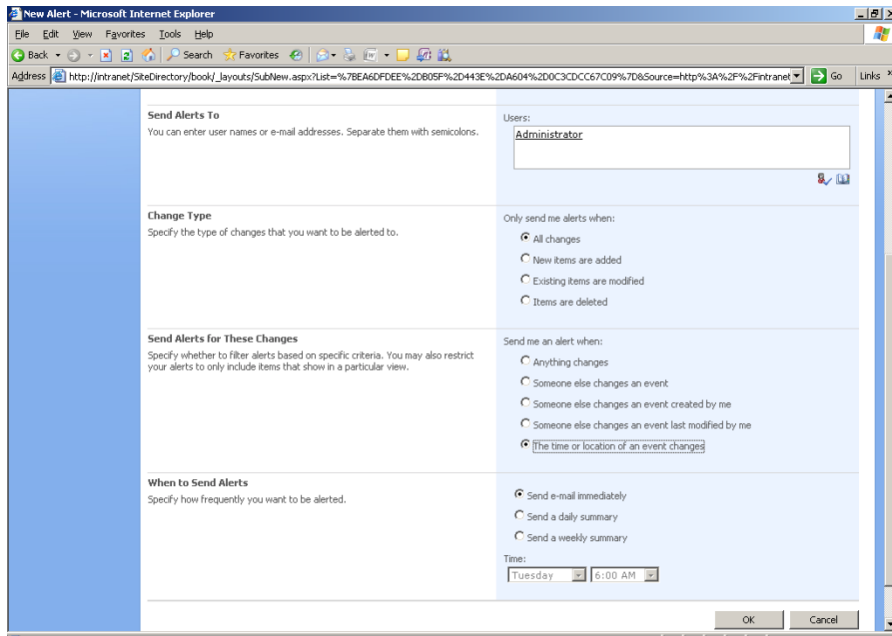 New Alert - Microsoft Internet Explorer
File Edit View Favorites Tools Help
Back Search Favorites
Address http://intranet/SiteDirectory/book/_layouts/SubNew.aspx?List=%7BEA6DFDEE%2DB05F%2D443E%2DA604%2D0C3CDCC67C09%7D&Source=http%3A%2F%2Fintranet Go Links »
Send Alerts To
You can enter user names or e-mail addresses. Separate them with semicolons.
Users:
Administrator
Change Type
Specify the type of changes that you want to be alerted to.
Only send me alerts when:
All changes
New items are added
Existing items are modified
Items are deleted
Send Alerts for These Changes
Specify whether to filter alerts based on specific criteria. You may also restrict
your alerts to only include items that show in a particular view.
Send me an alert when:
Anything changes
Someone else changes an event
Someone else changes an event created by me
Someone else changes an event last modified by me
The time or location of an event changes
When to Send Alerts
Specify how frequently you want to be alerted.
Send e-mail immediately
Send a daily summary
Send a weekly summary
Time:
Tuesday 6:00 AM
OK Cancel